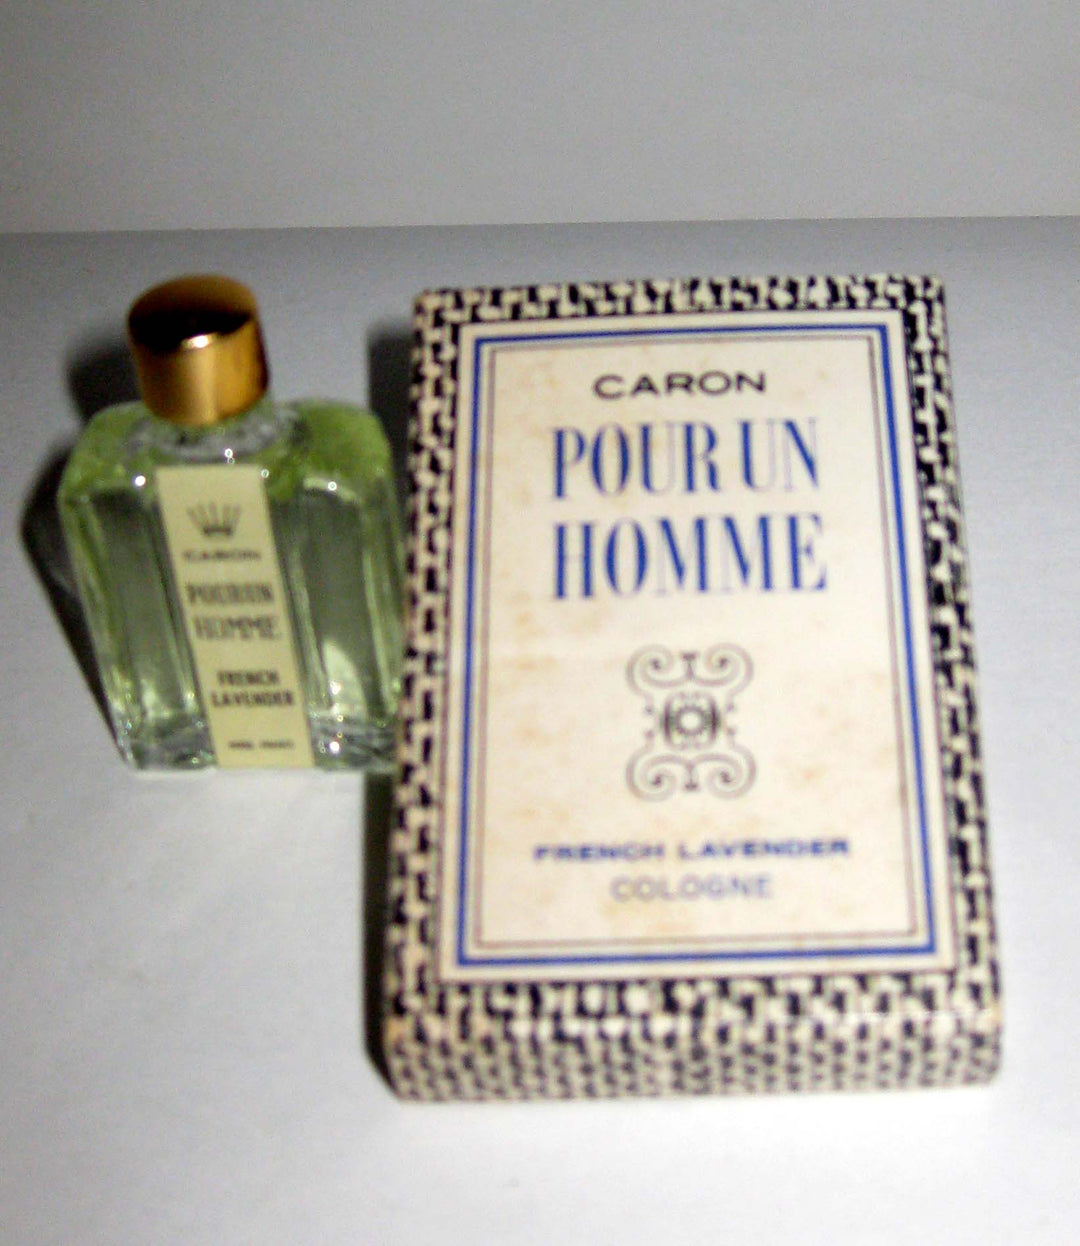 CARON
POUR UN
HOMME
FRENCH
LAVENDER
CARON
POUR UN
HOMME
FRENCH LAVENDER
COLOGNE